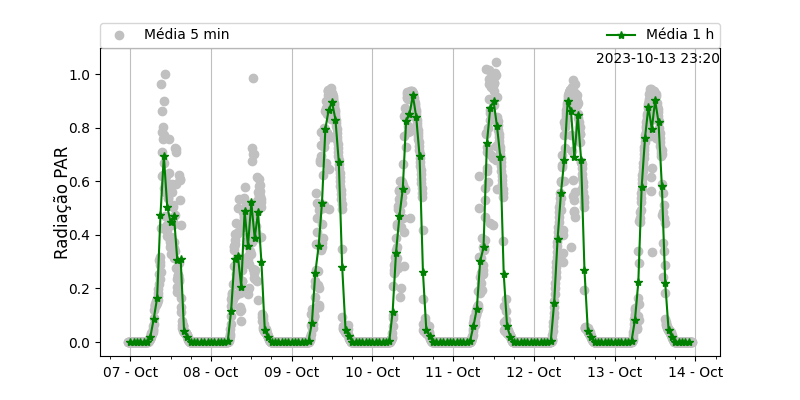 Média 5 min
Média 1 h
2023-10-13 23:20
Radiação PAR
1.0
0.8
0.6
0.4
0.2
0.0
07 - Oct
08 - Oct
09 - Oct
10 - Oct
11 - Oct
12 - Oct
13 - Oct
14 - Oct